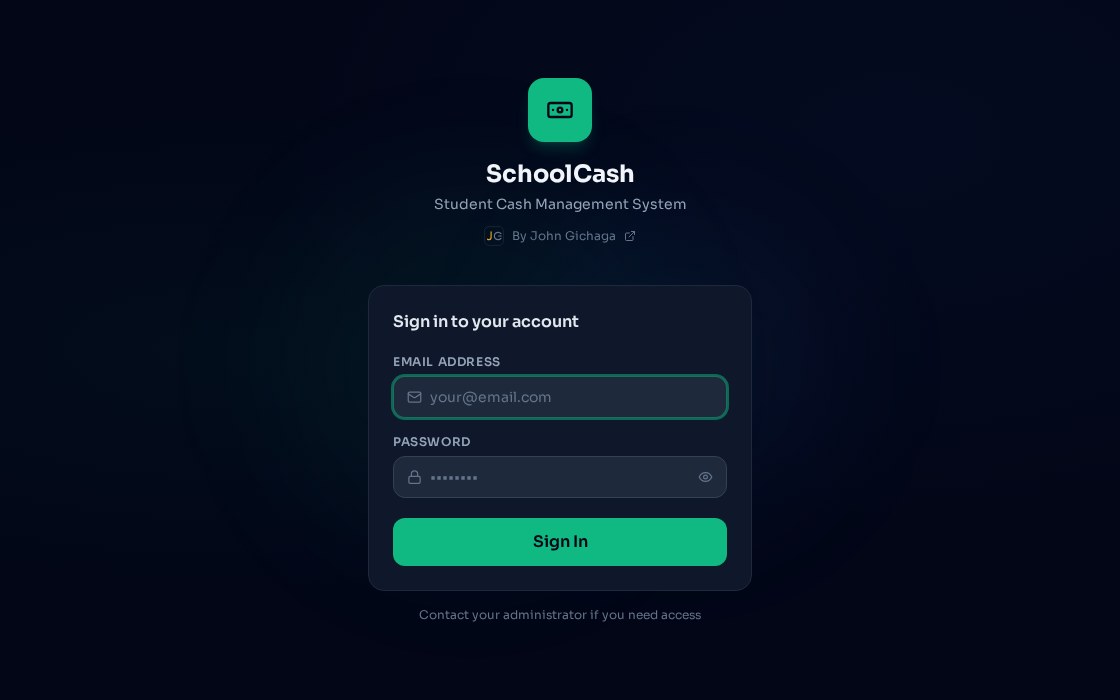 SchoolCash
Student Cash Management System
JG By John Gichaga
Sign in to your account
EMAIL ADDRESS
your@email.com
PASSWORD
••••••••
Sign In
Contact your administrator if you need access